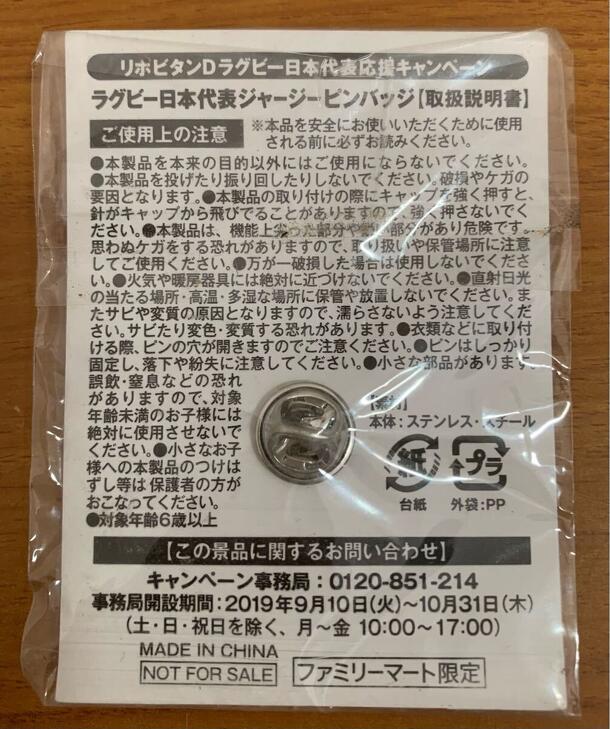 リポビタンDラグビー日本代表応援キャンペーン
ラグビー日本代表ジャージーピンバッジ【取扱説明書】
ご使用上の注意
※本品を安全にお使いいただくために使用
される前に必ずお読みください。
●本製品を本来の目的以外にはご使用にならないでください。
●本製品を投げたり振り回したりしないでください。破損やケガの
要因となります。●本製品の取り付けの際にキャップを強く押すと、
針がキャップから飛びでることがありますので、強く押さないでく
ださい。●本製品は、機能上尖った部分や 部分があり危険です。
思わぬケガをする恐れがありますので、取り扱いや保管場所に注意
してご使用ください。●万が一破損した場合は使用しないでくださ
い。●火気や暖房器具には絶対に近づけないでください。●直射日光
の当たる場所・高温・多湿な場所に保管や放置しないでください。ま
たサビや変質の原因となりますので、濡らさないよう注意してくだ
さい。サビたり変色・変質する恐れがあります。●衣類などに取り付
ける際、ピンの穴が開きますのでご注意ください。●ピンはしっかり
固定し、落下や紛失に注意してください。●小さな部品があります。
誤飲・窒息などの恐れ
がありますので、対象
年齢未満のお子様には
絶対に使用させないで
ください。●小さなお子
様への本製品のつけは
ずし等は保護者の方が
おこなってください。
●対象年齢6歳以上
【素材】
本体：ステンレス・スチール
紙
プラ
台紙
外袋：PP
【この景品に関するお問い合わせ】
キャンペーン事務局：0120-851-214
事務局開設期間：2019年9月10日(火)～10月31日(木)
(土・日・祝日を除く、月～金 10:00～17:00)
MADE IN CHINA
NOT FOR SALE
ファミリーマート限定